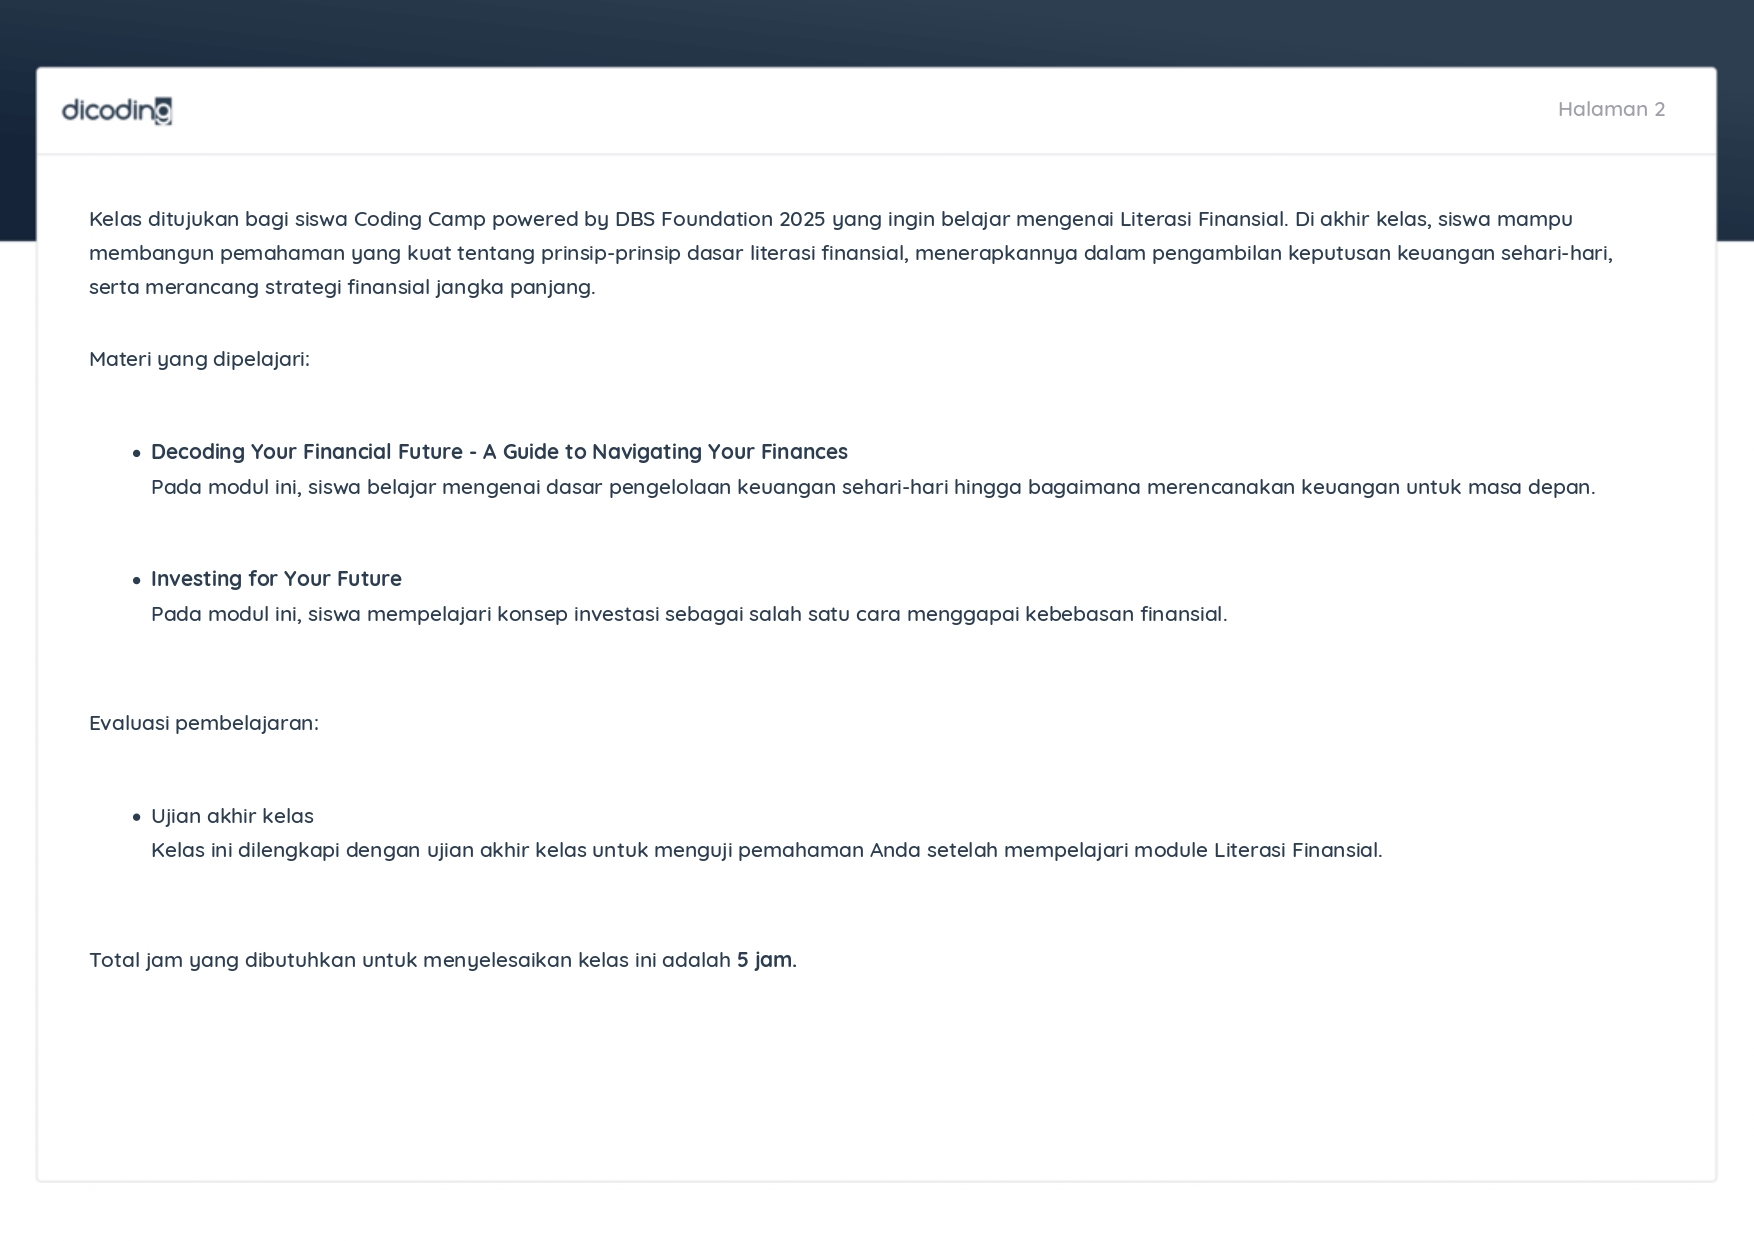 dicoding
Halaman 2
Kelas ditujukan bagi siswa Coding Camp powered by DBS Foundation 2025 yang ingin belajar mengenai Literasi Finansial. Di akhir kelas, siswa mampu
membangun pemahaman yang kuat tentang prinsip-prinsip dasar literasi finansial, menerapkannya dalam pengambilan keputusan keuangan sehari-hari,
serta merancang strategi finansial jangka panjang.
Materi yang dipelajari:
• Decoding Your Financial Future - A Guide to Navigating Your Finances
Pada modul ini, siswa belajar mengenai dasar pengelolaan keuangan sehari-hari hingga bagaimana merencanakan keuangan untuk masa depan.
• Investing for Your Future
Pada modul ini, siswa mempelajari konsep investasi sebagai salah satu cara menggapai kebebasan finansial.
Evaluasi pembelajaran:
• Ujian akhir kelas
Kelas ini dilengkapi dengan ujian akhir kelas untuk menguji pemahaman Anda setelah mempelajari module Literasi Finansial.
Total jam yang dibutuhkan untuk menyelesaikan kelas ini adalah 5 jam.